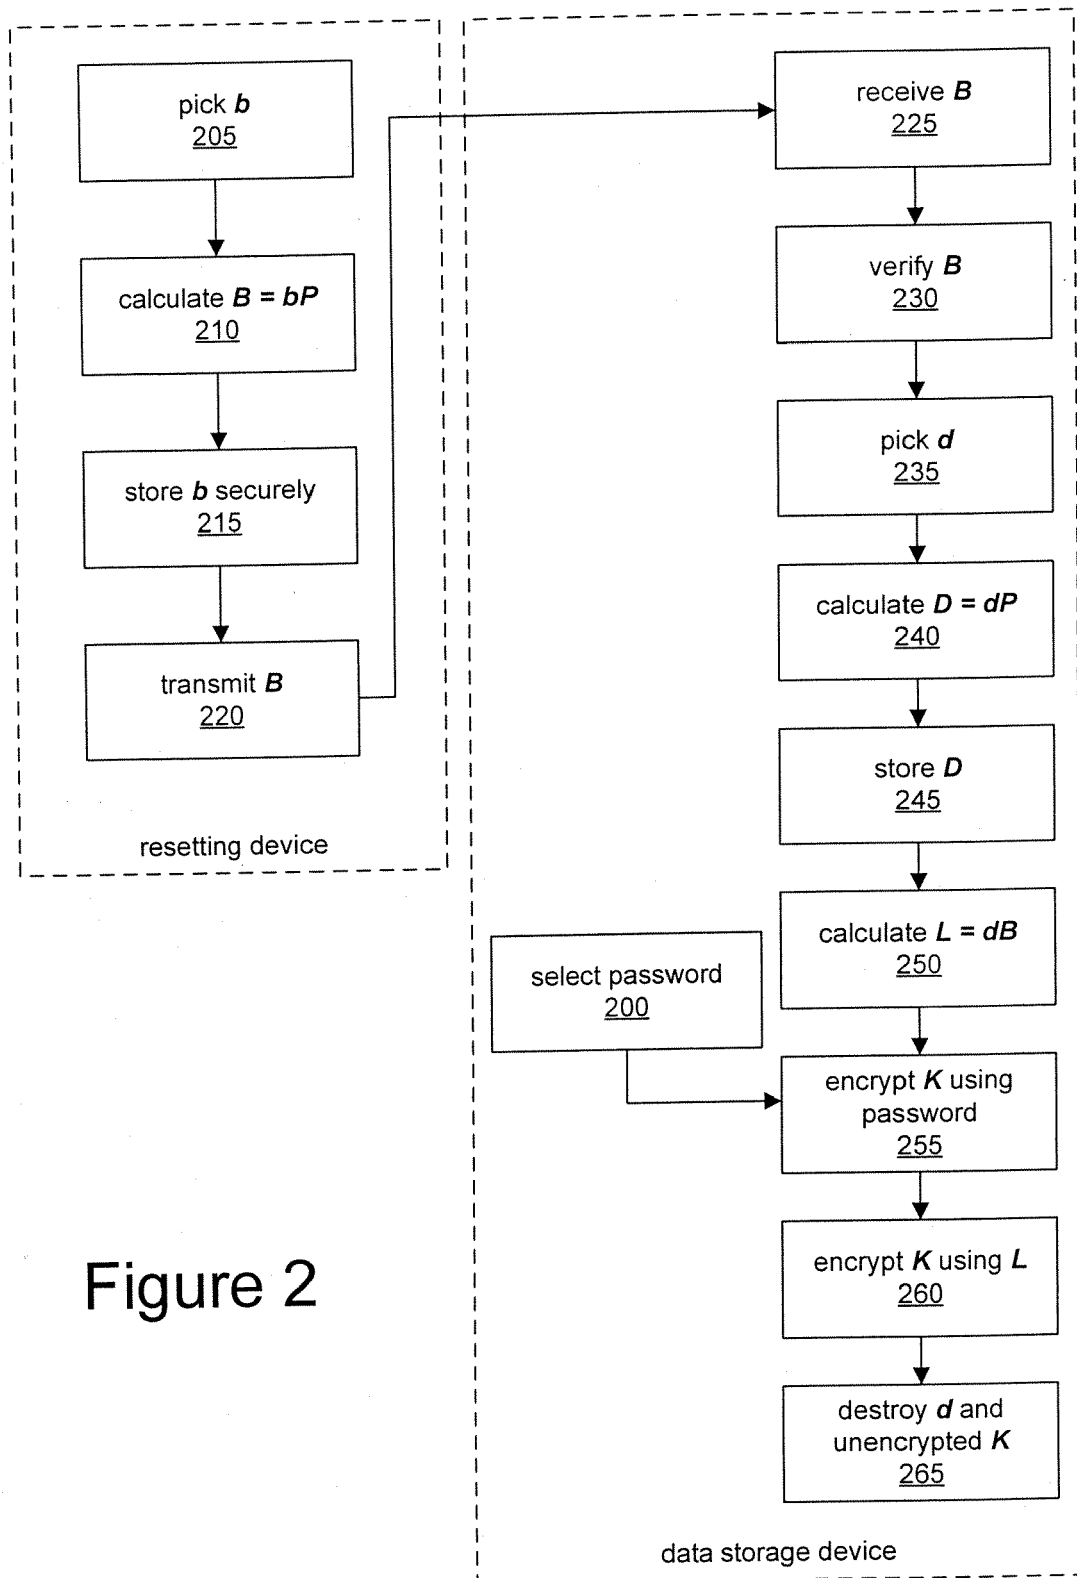 pick b
205
calculate B = bP
210
store b securely
215
transmit B
220
resetting device
receive B
225
verify B
230
pick d
235
calculate D = dP
240
store D
245
calculate L = dB
250
select password
200
encrypt K using
password
255
encrypt K using L
260
destroy d and
unencrypted K
265
data storage device
Figure 2